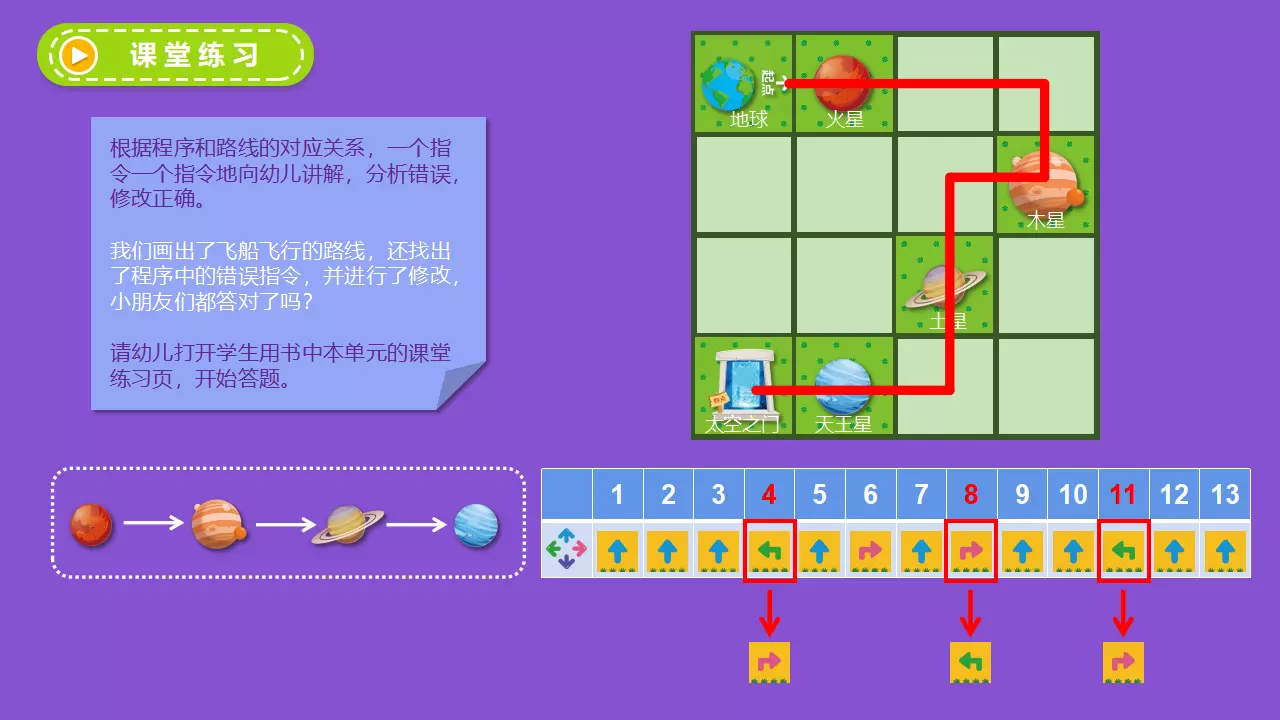 课堂练习
根据程序和路线的对应关系，一个指
令一个指令地向幼儿讲解，分析错误，
修改正确。
我们画出了飞船飞行的路线，还找出
了程序中的错误指令，并进行了修改，
小朋友们都答对了吗？
请幼儿打开学生用书中本单元的课堂
练习页，开始答题。
起点
地球
火星
木星
土星
终点
太空之门
天王星
1 2 3 4 5 6 7 8 9 10 11 12 13